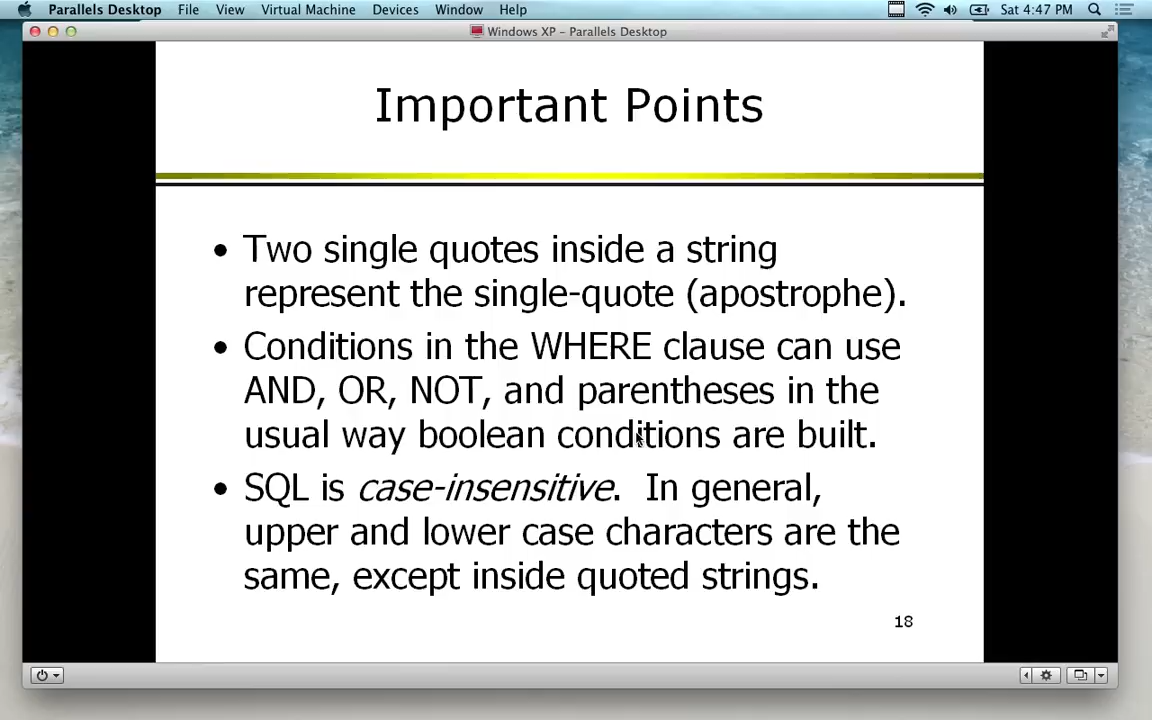 Parallels Desktop File View Virtual Machine Devices Window Help Sat 4:47 PM
Windows XP - Parallels Desktop
Important Points
• Two single quotes inside a string
represent the single-quote (apostrophe).
• Conditions in the WHERE clause can use
AND, OR, NOT, and parentheses in the
usual way boolean conditions are built.
• SQL is case-insensitive. In general,
upper and lower case characters are the
same, except inside quoted strings.
18